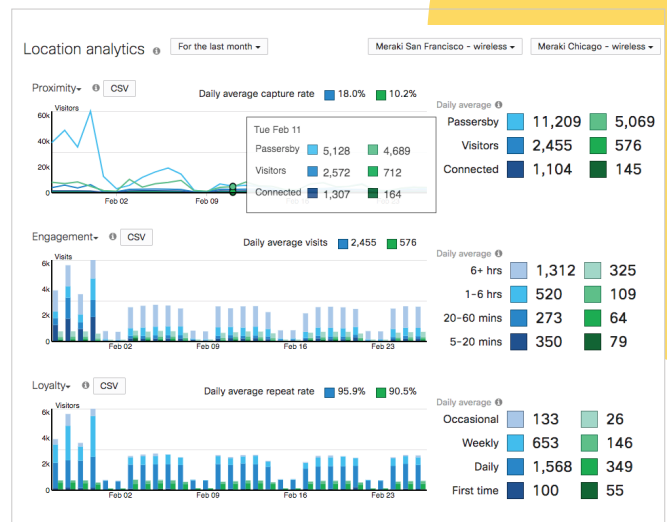 Location analytics
For the last month
Meraki San Francisco - wireless
Meraki Chicago - wireless
Proximity
CSV
Daily average capture rate 18.0% 10.2%
Visitors
60k
40k
20k
0
Feb 02
Feb 09
Tue Feb 11
Passersby 5,128 4,689
Visitors 2,572 712
Connected 1,307 164
Daily average
Passersby 11,209 5,069
Visitors 2,455 576
Connected 1,104 145
Engagement
CSV
Daily average visits 2,455 576
Visits
6k
4k
2k
0
Feb 02
Feb 09
Feb 16
Feb 23
Daily average
6+ hrs 1,312 325
1-6 hrs 520 109
20-60 mins 273 64
5-20 mins 350 79
Loyalty
CSV
Daily average repeat rate 95.9% 90.5%
Visitors
6k
4k
2k
0
Feb 02
Feb 09
Feb 16
Feb 23
Daily average
Occasional 133 26
Weekly 653 146
Daily 1,568 349
First time 100 55